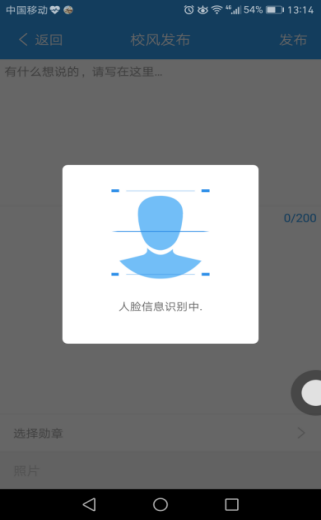 中国移动 54% 13:14
返回 校风发布 发布
有什么想说的，请写在这里...
0/200
人脸信息识别中.
选择勋章
照片